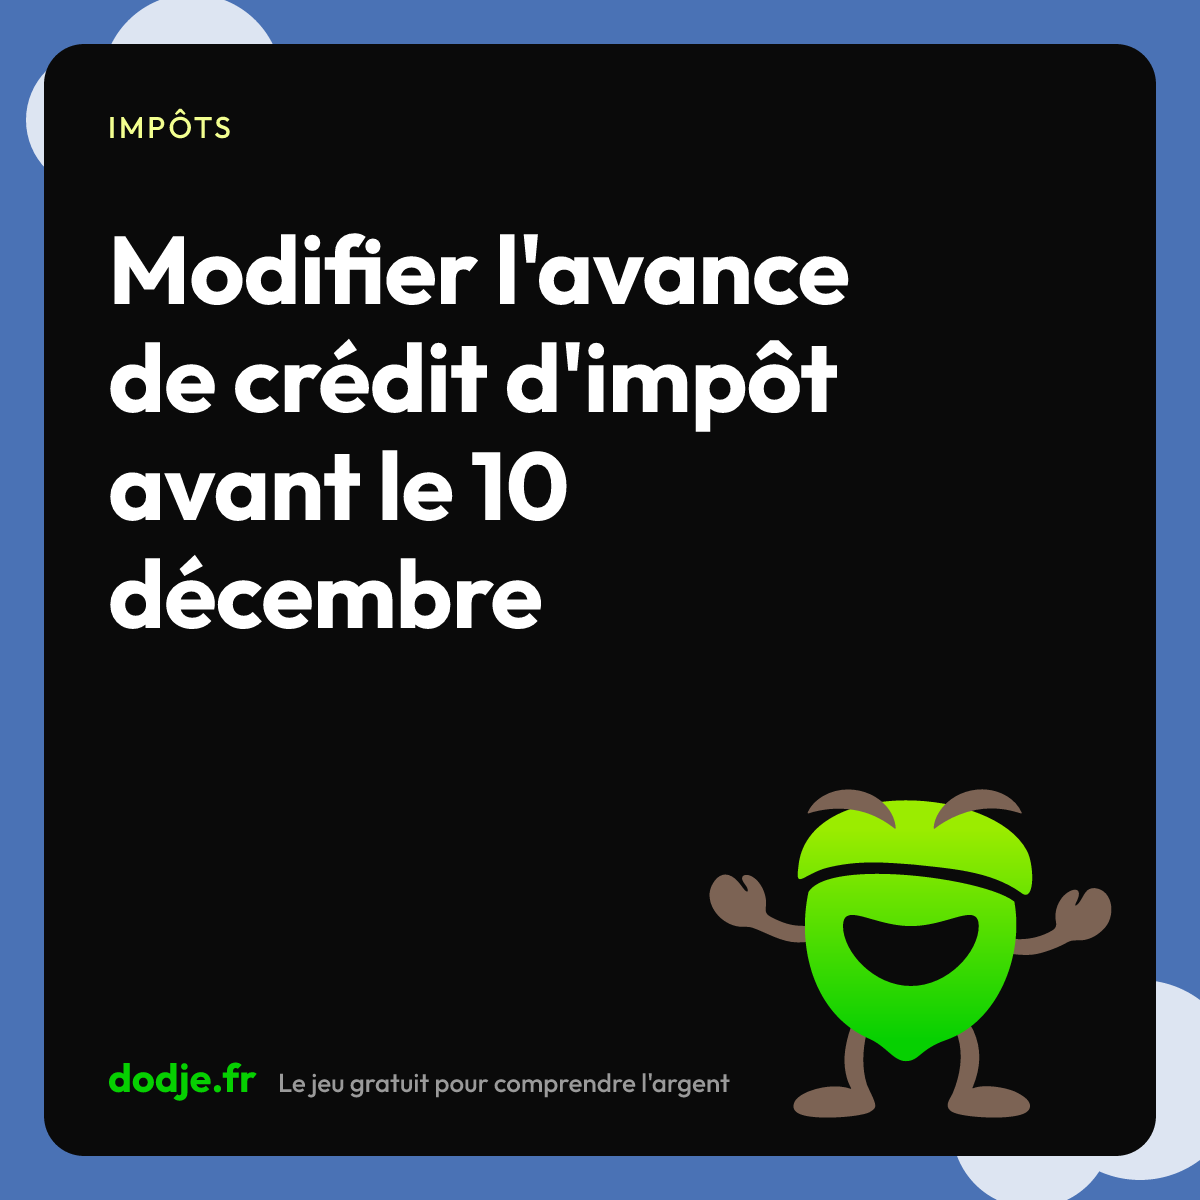 IMPÔTS
Modifier l'avance
de crédit d'impôt
avant le 10
décembre
dodje.fr Le jeu gratuit pour comprendre l'argent